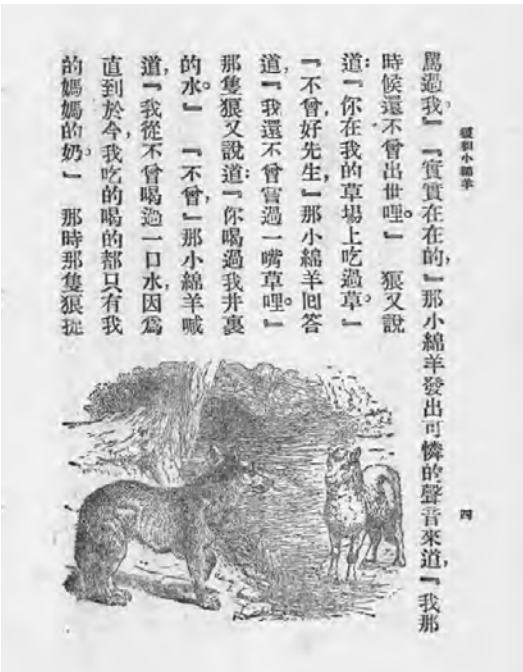 狼和小綿羊
四
罵過我。』『實實在在的,』那小綿羊發出可憐的聲音來道,『我那
時候還不曾出世哩。』 狼又說
道:『你在我的草場上吃過草。』
『不曾好先生,』那小綿羊回答
道,『我還不曾嘗過一嘴草哩。』
那隻狼又說道:『你喝過我井裏
的水。』 『不曾,』那小綿羊喊
道,『我從不曾喝過一口水,因爲
直到於今,我吃的喝的都只有我
的媽媽的奶。』 那時那隻狼從